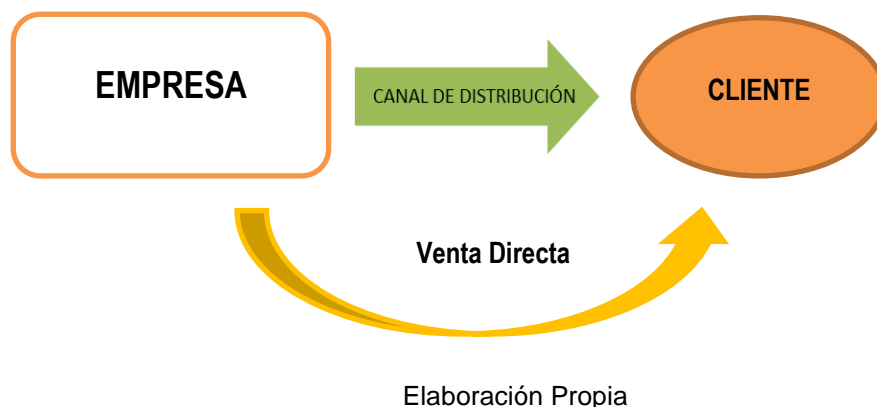 EMPRESA
CANAL DE DISTRIBUCIÓN
CLIENTE
Venta Directa
Elaboración Propia